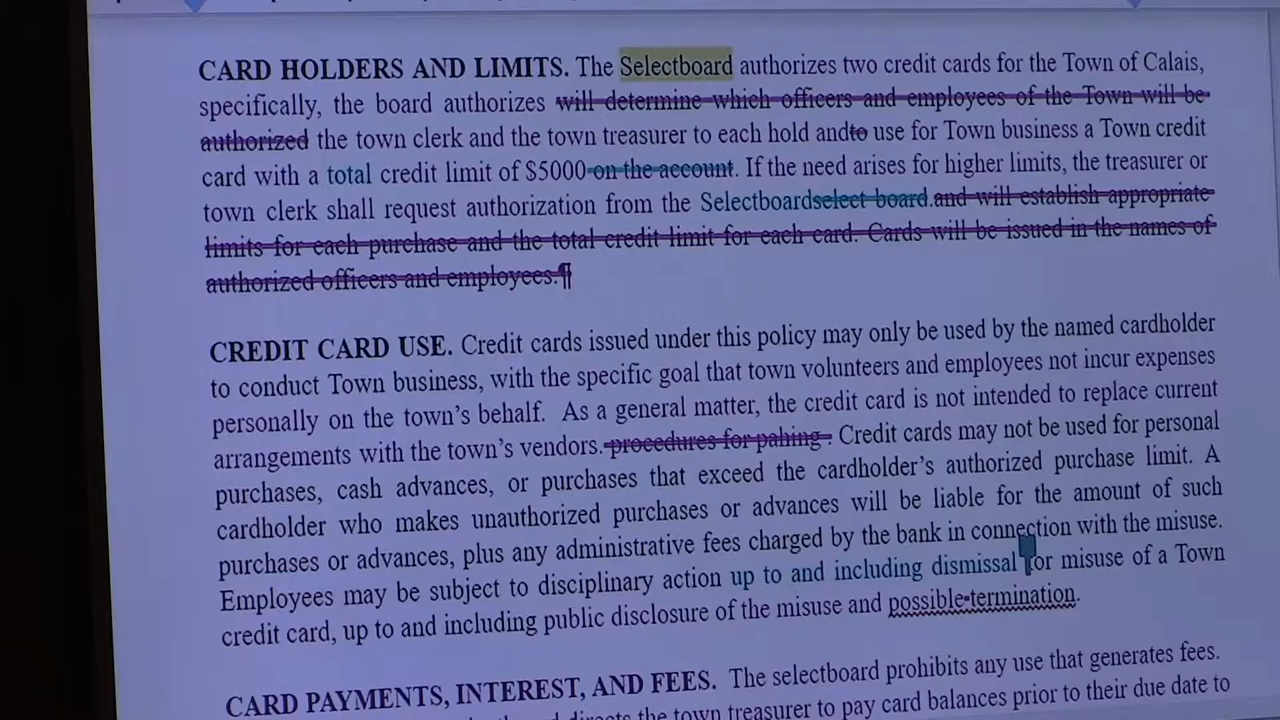 CARD HOLDERS AND LIMITS. The Selectboard authorizes two credit cards for the Town of Calais,
specifically, the board authorizes will determine which officers and employees of the Town will be
authorized the town clerk and the town treasurer to each hold andto use for Town business a Town credit
card with a total credit limit of $5000 on the account. If the need arises for higher limits, the treasurer or
town clerk shall request authorization from the Selectboardselect board.and will establish appropriate
limits for each purchase and the total credit limit for each card. Cards will be issued in the names of
authorized officers and employees.¶
CREDIT CARD USE. Credit cards issued under this policy may only be used by the named cardholder
to conduct Town business, with the specific goal that town volunteers and employees not incur expenses
personally on the town's behalf. As a general matter, the credit card is not intended to replace current
arrangements with the town's vendors. procedures for pahing . Credit cards may not be used for personal
purchases, cash advances, or purchases that exceed the cardholder's authorized purchase limit. A
cardholder who makes unauthorized purchases or advances will be liable for the amount of such
purchases or advances, plus any administrative fees charged by the bank in connection with the misuse.
Employees may be subject to disciplinary action up to and including dismissal for misuse of a Town
credit card, up to and including public disclosure of the misuse and possible termination.
CARD PAYMENTS, INTEREST, AND FEES. The selectboard prohibits any use that generates fees.
directs the town treasurer to pay card balances prior to their due date to